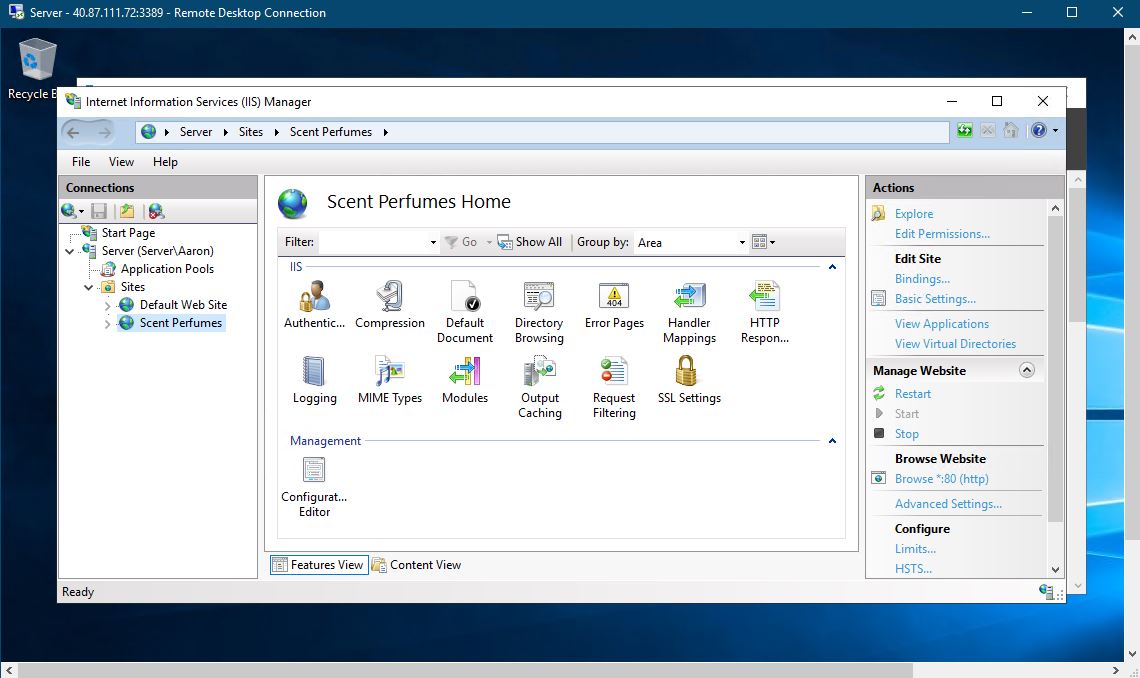 Server - 40.87.111.72:3389 - Remote Desktop Connection
Recycle B
Internet Information Services (IIS) Manager
Server Sites Scent Perfumes
File View Help
Connections
Start Page
Server (Server\Aaron)
Application Pools
Sites
Default Web Site
Scent Perfumes
Scent Perfumes Home
Filter: Go Show All Group by: Area
IIS
Authentic... Compression Default Document Directory Browsing Error Pages Handler Mappings HTTP Respon...
404
Logging MIME Types Modules Output Caching Request Filtering SSL Settings
Management
Configurat... Editor
Features View Content View
Actions
Explore
Edit Permissions...
Edit Site
Bindings...
Basic Settings...
View Applications
View Virtual Directories
Manage Website
Restart
Start
Stop
Browse Website
Browse *:80 (http)
Advanced Settings...
Configure
Limits...
HSTS...
Ready